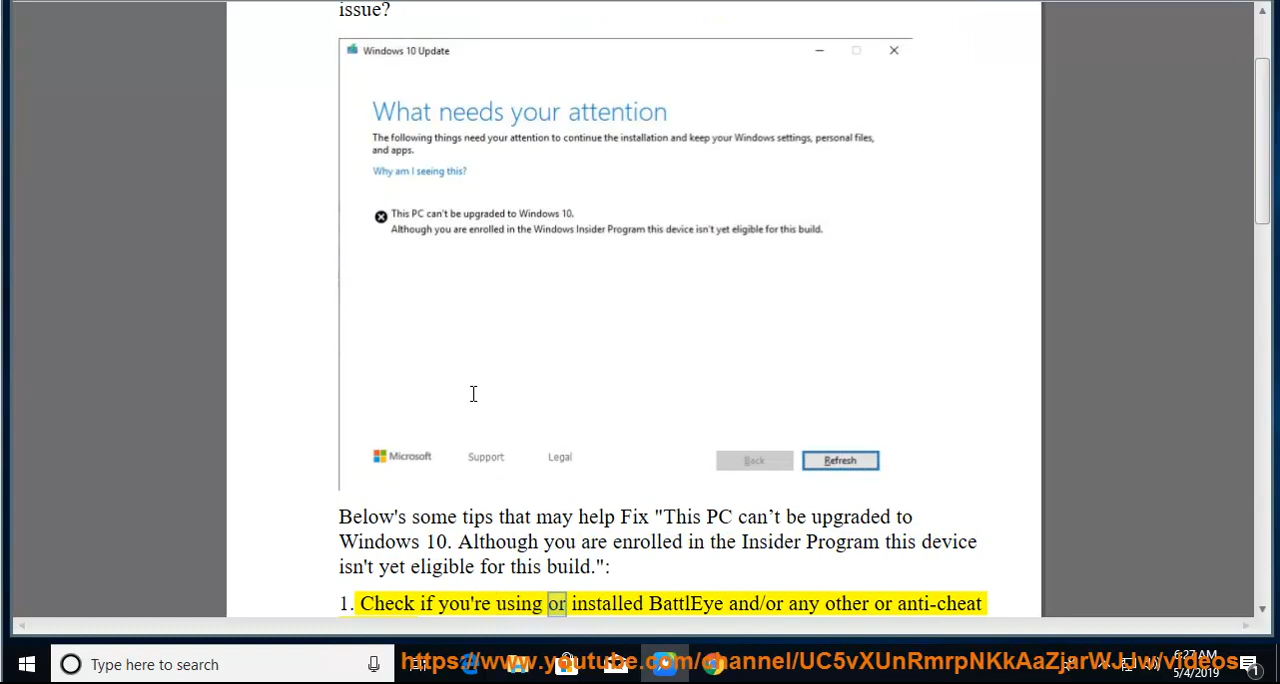 issue?
Windows 10 Update
What needs your attention
The following things need your attention to continue the installation and keep your Windows settings, personal files,
and apps.
Why am I seeing this?
This PC can't be upgraded to Windows 10.
Although you are enrolled in the Windows Insider Program this device isn't yet eligible for this build.
Microsoft Support Legal Back Refresh
Below's some tips that may help Fix "This PC can’t be upgraded to
Windows 10. Although you are enrolled in the Insider Program this device
isn't yet eligible for this build.":
1. Check if you're using or installed BattlEye and/or any other or anti-cheat
Type here to search
https://www.youtube.com/channel/UC5vXUnRmrpNKkAaZjarWJHw/videos
6:27 AM
5/4/2019
1